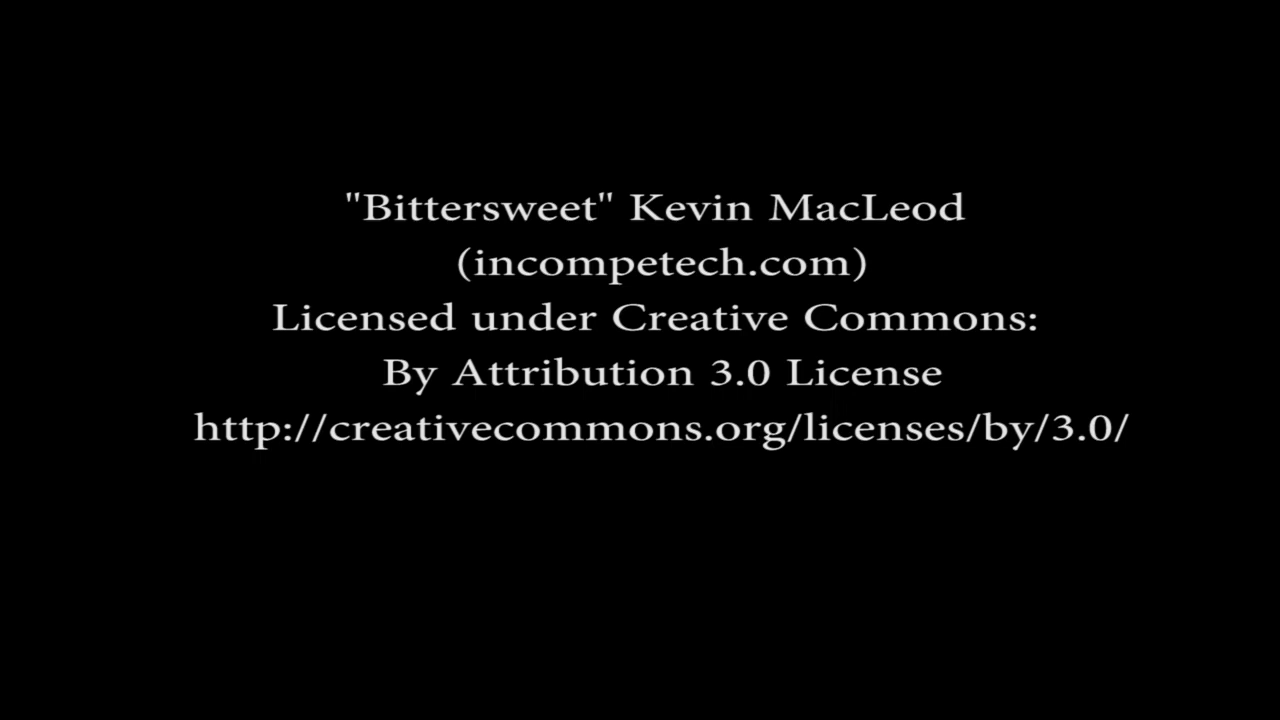 "Bittersweet" Kevin MacLeod
(incompetech.com)
Licensed under Creative Commons:
By Attribution 3.0 License
http://creativecommons.org/licenses/by/3.0/